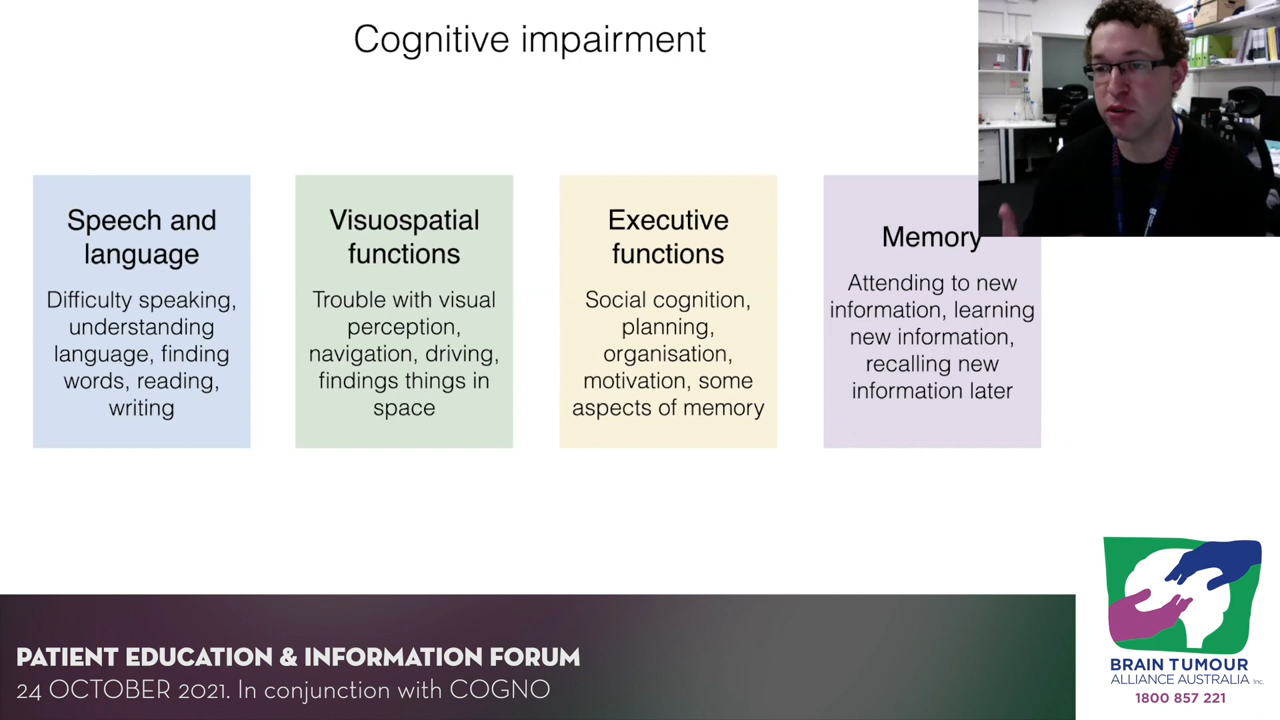 Cognitive impairment
Speech and
language
Difficulty speaking,
understanding
language, finding
words, reading,
writing
Visuospatial
functions
Trouble with visual
perception,
navigation, driving,
findings things in
space
Executive
functions
Social cognition,
planning,
organisation,
motivation, some
aspects of memory
Memory
Attending to new
information, learning
new information,
recalling new
information later
PATIENT EDUCATION & INFORMATION FORUM
24 OCTOBER 2021. In conjunction with COGNO
BRAIN TUMOUR
ALLIANCE AUSTRALIA Inc.
1800 857 221